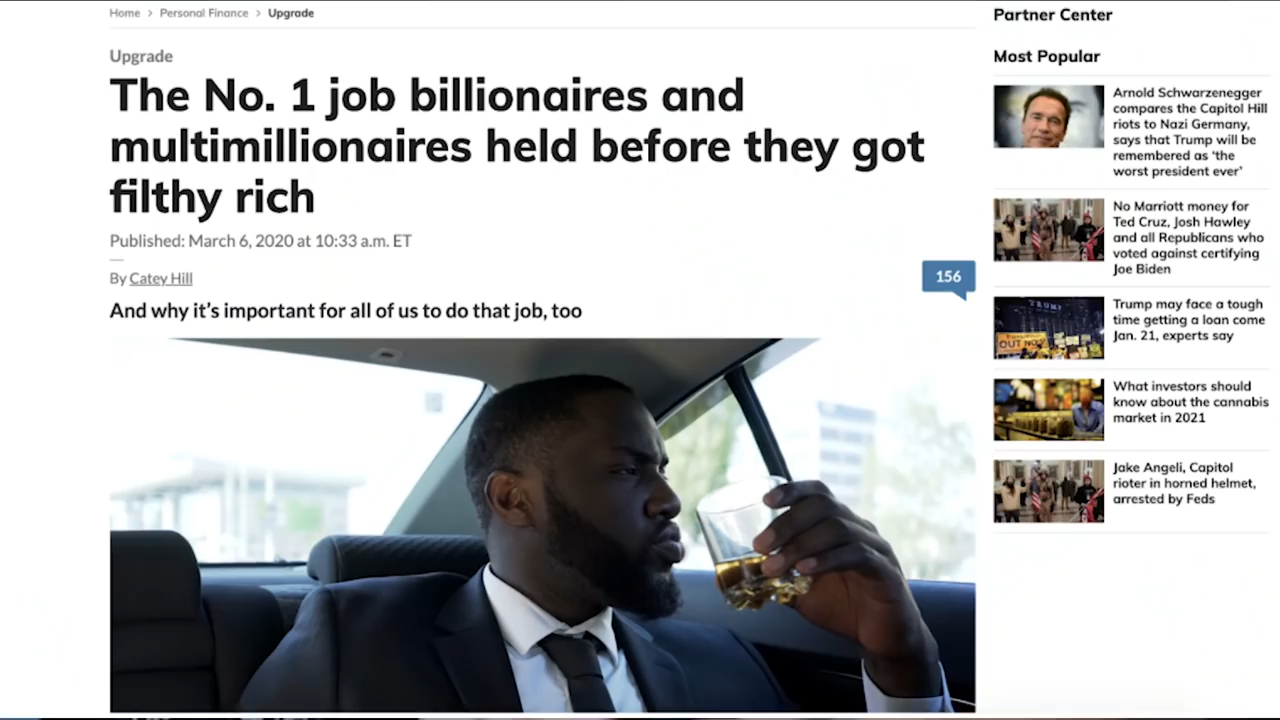 Home > Personal Finance > Upgrade
Upgrade
The No. 1 job billionaires and
multimillionaires held before they got
filthy rich
Published: March 6, 2020 at 10:33 a.m. ET
By Catey Hill
156
And why it's important for all of us to do that job, too
Partner Center
Most Popular
Arnold Schwarzenegger
compares the Capitol Hill
riots to Nazi Germany,
says that Trump will be
remembered as 'the
worst president ever'
No Marriott money for
Ted Cruz, Josh Hawley
and all Republicans who
voted against certifying
Joe Biden
TRUMP
OUT NOW
Trump may face a tough
time getting a loan come
Jan. 21, experts say
What investors should
know about the cannabis
market in 2021
Jake Angeli, Capitol
rioter in horned helmet,
arrested by Feds